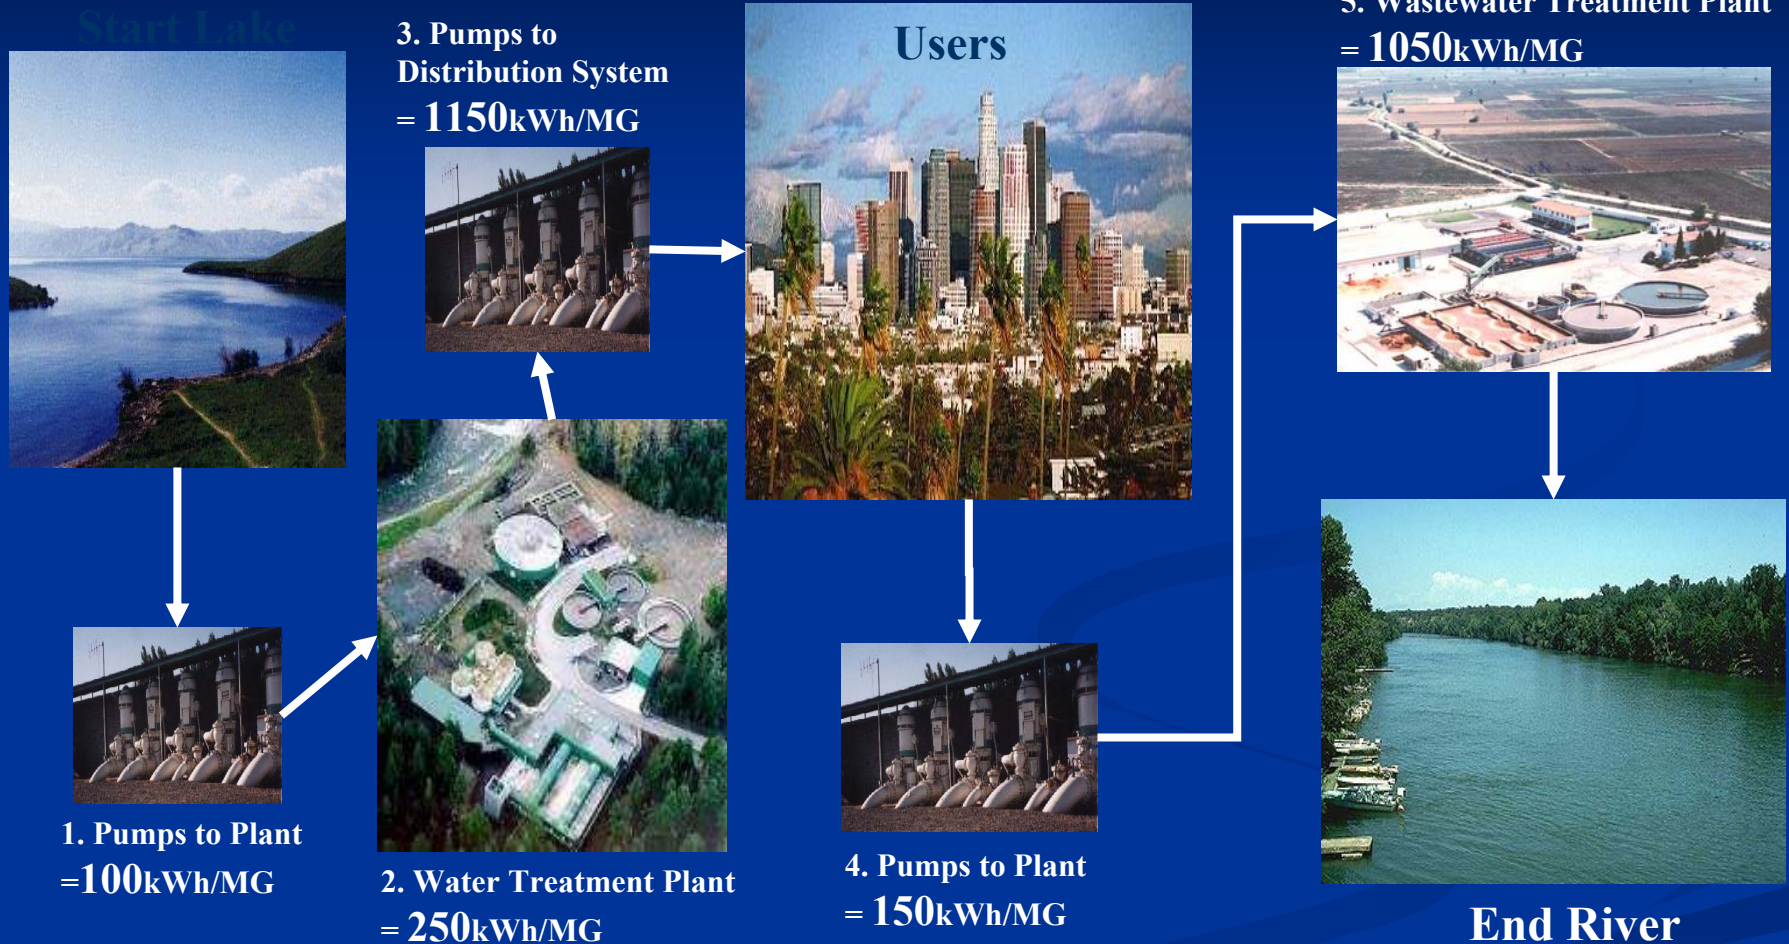 Start Lake
1. Pumps to Plant
=100kWh/MG
2. Water Treatment Plant
= 250kWh/MG
3. Pumps to
Distribution System
= 1150kWh/MG
Users
4. Pumps to Plant
= 150kWh/MG
5. Wastewater Treatment Plant
= 1050kWh/MG
End River